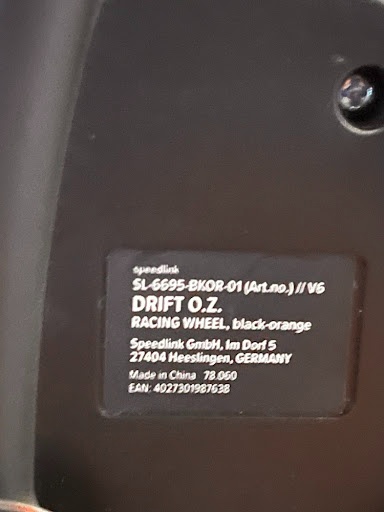 speedlink
SL-6695-BKOR-01 (Art.no.) // V6
DRIFT O.Z.
RACING WHEEL, black-orange
Speedlink GmbH, Im Dorf 5
27404 Heeslingen, GERMANY
Made in China 78.060
EAN: 4027301987638